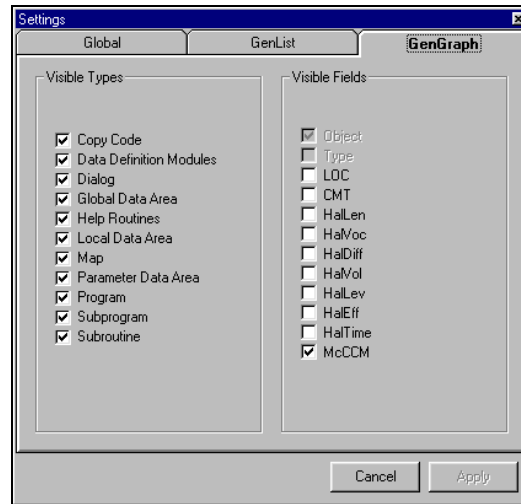 Settings
Global GenList GenGraph
Visible Types
Copy Code
Data Definition Modules
Dialog
Global Data Area
Help Routines
Local Data Area
Map
Parameter Data Area
Program
Subprogram
Subroutine
Visible Fields
Object
Type
LOC
CMT
HalLen
HalVoc
HalDiff
HalVol
HalLev
HalEff
HalTime
McCCM
Cancel Apply